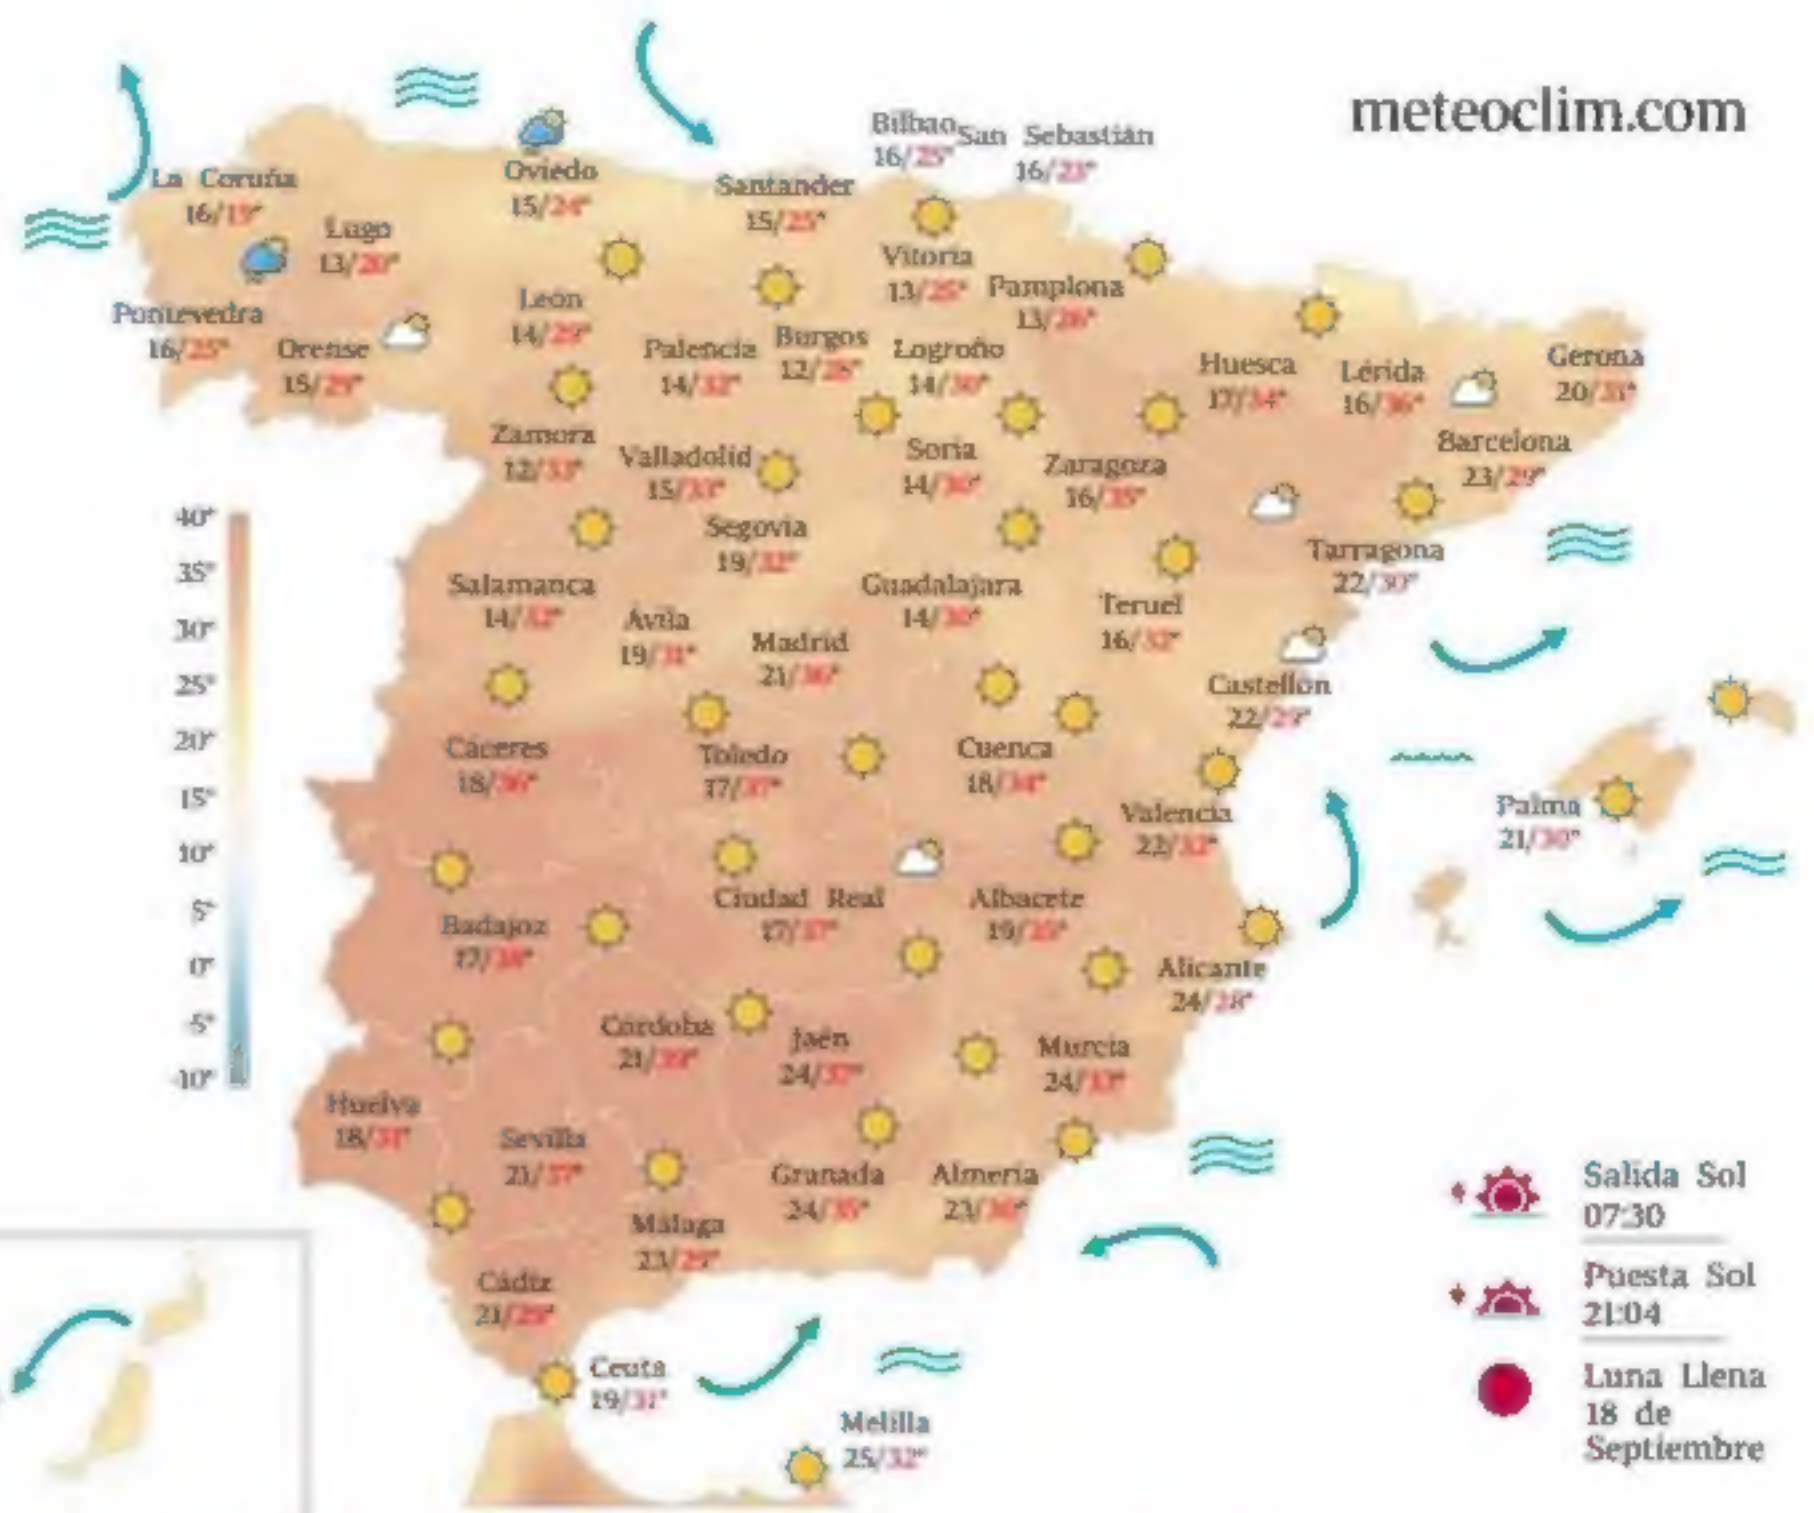 meteoclim.com
Bilbao
16/25°
San Sebastián
16/23°
La Coruña
16/19°
Oviedo
15/24°
Santander
15/25°
Lugo
13/20°
Vitoria
13/25°
Pamplona
13/28°
Pontevedra
16/25°
León
14/29°
Orense
15/29°
Palencia
14/32°
Burgos
12/28°
Logroño
14/30°
Huesca
17/34°
Lérida
16/36°
Gerona
20/31°
Zamora
12/33°
Valladolid
15/33°
Soria
14/30°
Zaragoza
16/35°
Barcelona
23/29°
Segovia
19/32°
Tarragona
22/30°
Salamanca
14/32°
Ávila
19/31°
Madrid
21/36°
Guadalajara
14/30°
Teruel
16/32°
Castellón
22/29°
Cáceres
18/36°
Toledo
17/37°
Cuenca
18/34°
Valencia
22/32°
Palma
21/30°
Ciudad Real
17/37°
Albacete
19/35°
Badajoz
17/38°
Alicante
24/28°
Córdoba
21/39°
Jaén
24/37°
Murcia
24/33°
Huelva
18/31°
Sevilla
21/37°
Granada
24/35°
Almería
23/30°
Málaga
23/29°
Cádiz
21/29°
Ceuta
19/31°
Melilla
25/32°
40°
35°
30°
25°
20°
15°
10°
5°
0°
-5°
-10°
Salida Sol
07:30
Puesta Sol
21:04
Luna Llena
18 de
Septiembre